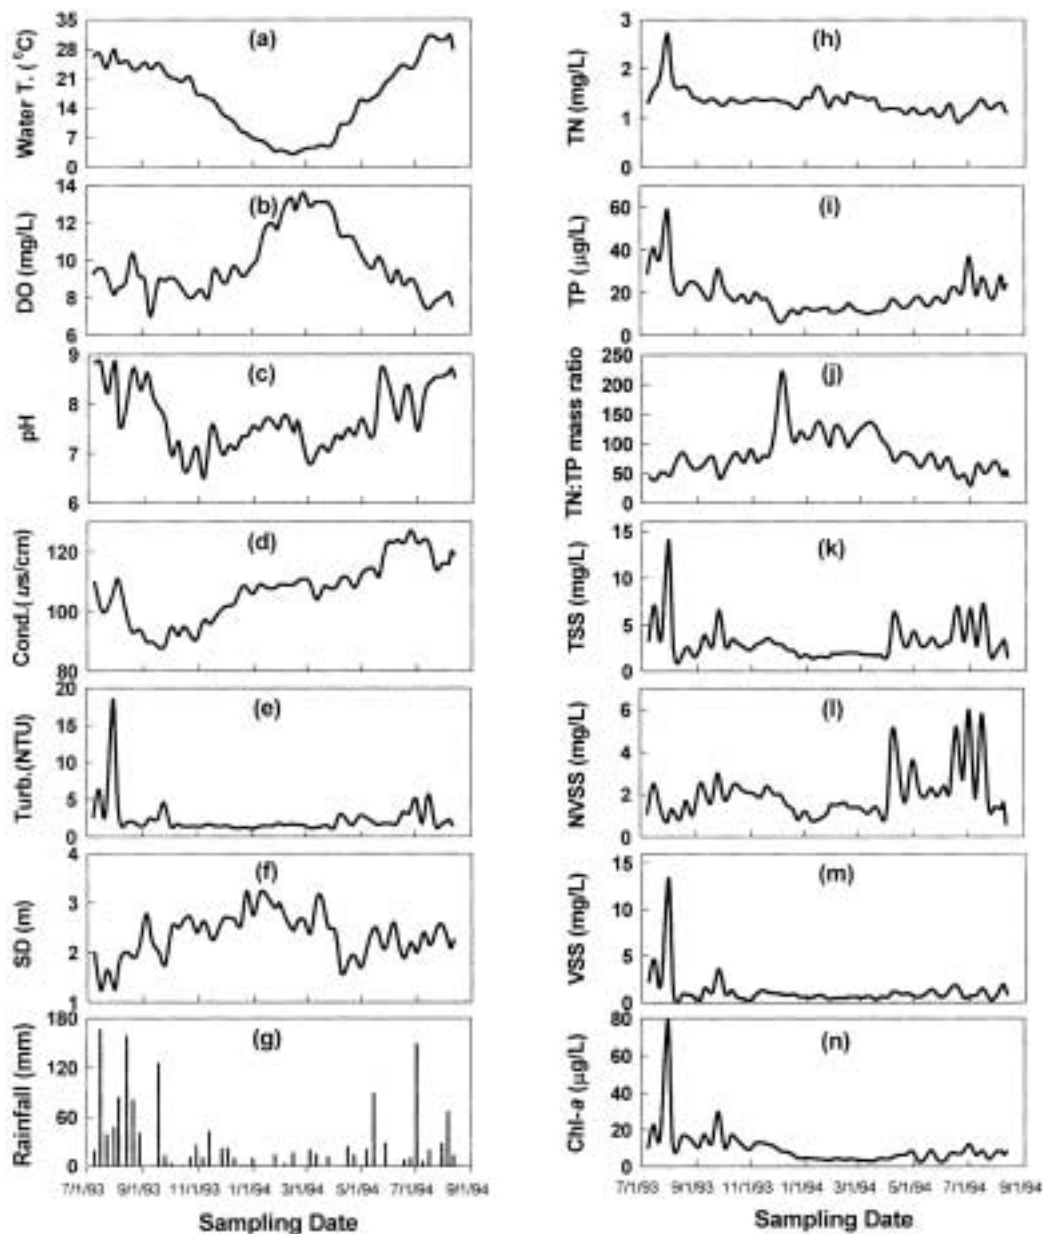 35
28
21
14
7
0
Water T. (°C)
(a)
14
12
10
8
6
DO (mg/L)
(b)
9
8
7
6
pH
(c)
120
100
80
Cond.(us/cm)
(d)
20
15
10
5
0
Turb.(NTU)
(e)
4
3
2
1
SD (m)
(f)
180
120
60
0
Rainfall (mm)
(g)
7/1/93 9/1/93 11/1/93 1/1/94 3/1/94 5/1/94 7/1/94 9/1/94
Sampling Date
3
2
1
0
TN (mg/L)
(h)
60
40
20
0
TP (μg/L)
(i)
250
200
150
100
50
0
TN:TP mass ratio
(j)
15
10
5
0
TSS (mg/L)
(k)
6
4
2
0
NVSS (mg/L)
(l)
15
10
5
0
VSS (mg/L)
(m)
80
60
40
20
0
Chl-a (μg/L)
(n)
7/1/93 9/1/93 11/1/93 1/1/94 3/1/94 5/1/94 7/1/94 9/1/94
Sampling Date